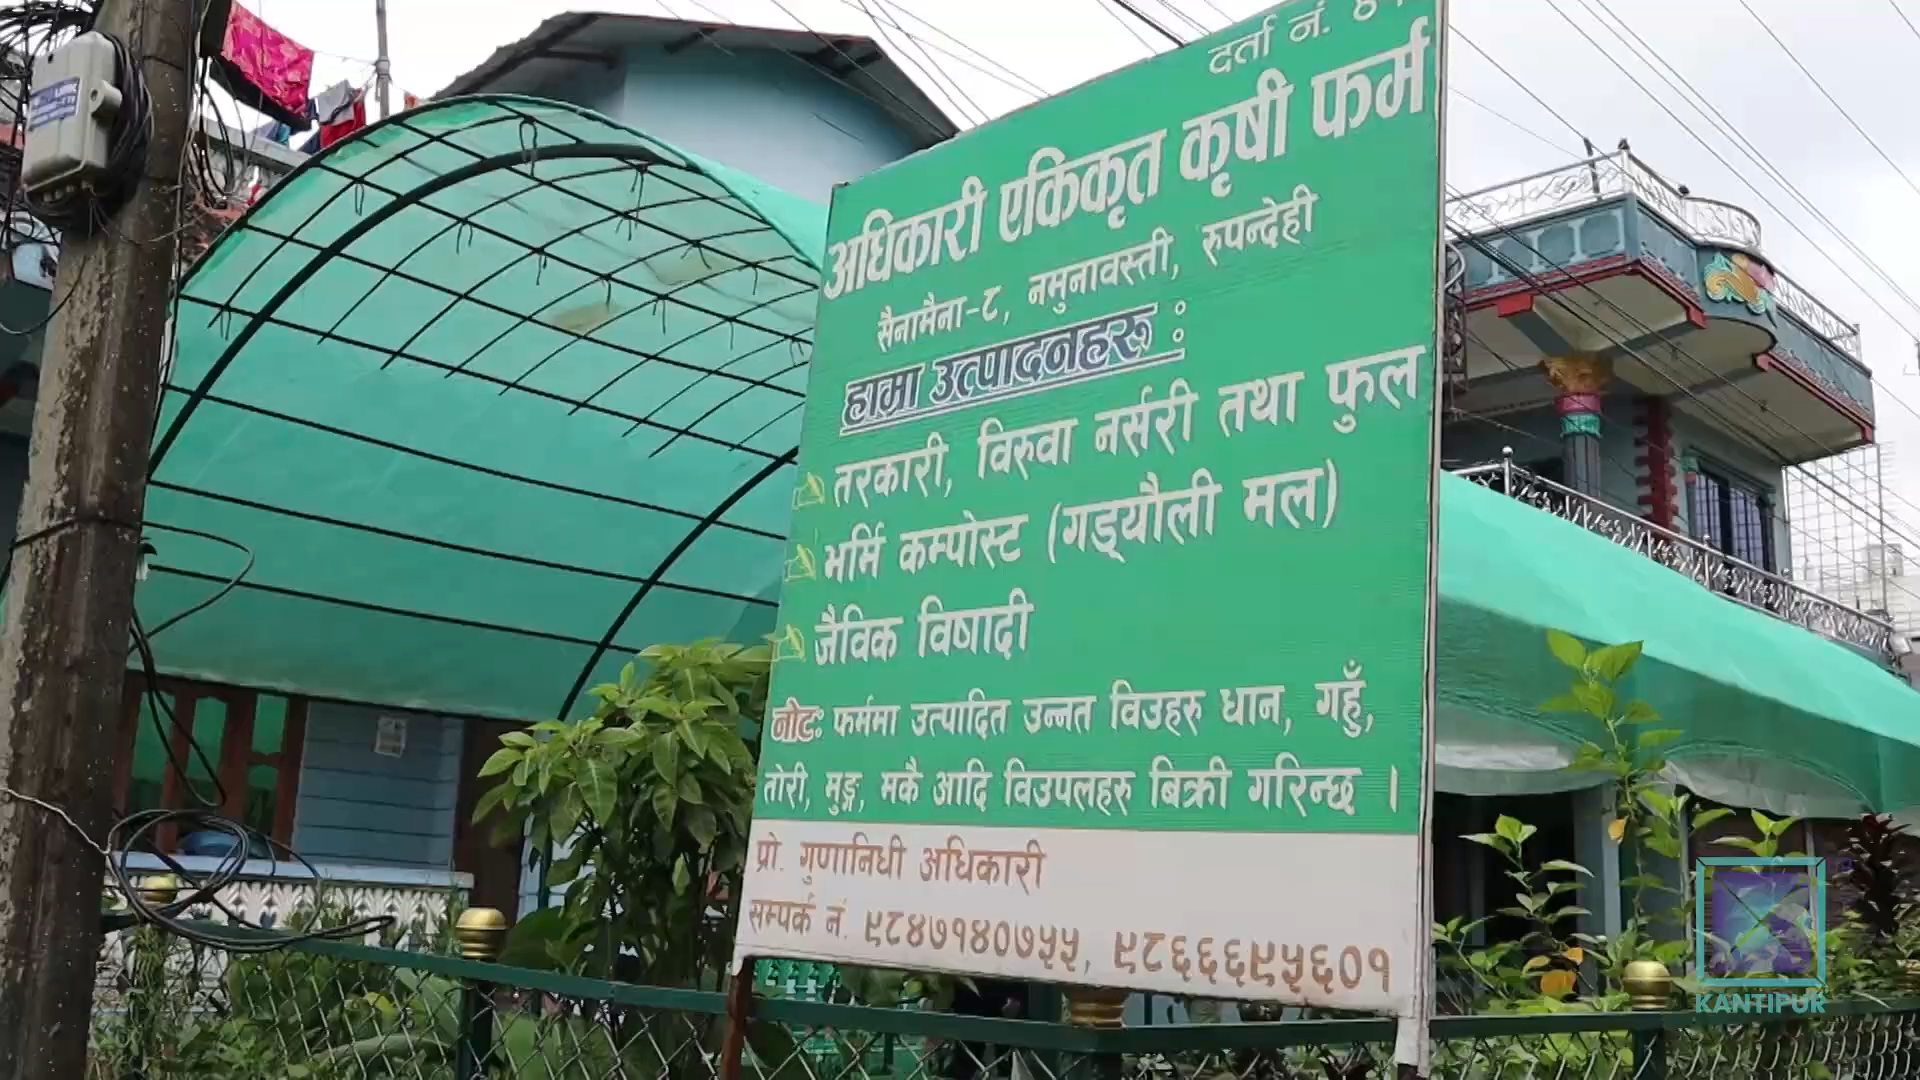 दर्ता नं.
अधिकारी एकिकृत कृषी फर्म
सैनामैना-८, नमुनावस्ती, रुपन्देही
हाम्रा उत्पादनहरू :
तरकारी, विरुवा नर्सरी तथा फुल
भर्मि कम्पोस्ट (गड्यौली मल)
जैविक विषादी
नोट: फर्ममा उत्पादित उन्नत विउहरु धान, गहुँ,
तोरी, मुङ्ग, मकै आदि विउपलहरु बिक्री गरिन्छ ।
प्रो. गुणानिधी अधिकारी
सम्पर्क नं. ९८४७१४०७५५, ९८६६६९५६०१
KANTIPUR